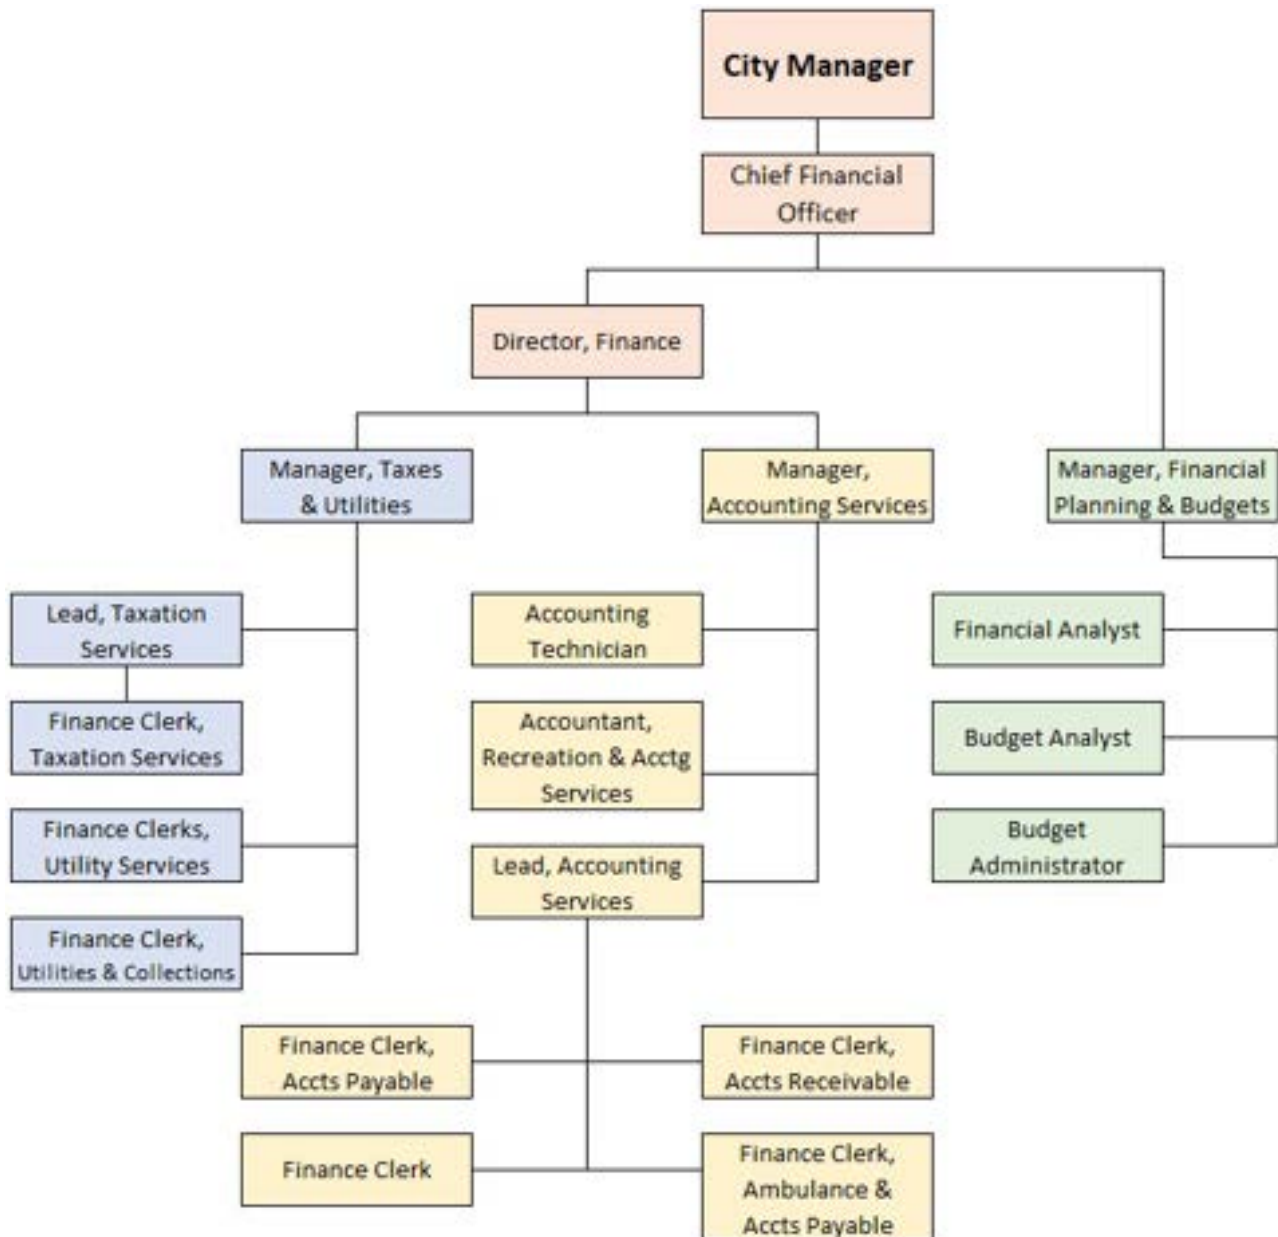 City Manager
Chief Financial
Officer
Director, Finance
Manager, Taxes
& Utilities
Manager,
Accounting Services
Manager, Financial
Planning & Budgets
Lead, Taxation
Services
Finance Clerk,
Taxation Services
Finance Clerks,
Utility Services
Finance Clerk,
Utilities & Collections
Accounting
Technician
Accountant,
Recreation & Acctg
Services
Lead, Accounting
Services
Financial Analyst
Budget Analyst
Budget
Administrator
Finance Clerk,
Accts Payable
Finance Clerk,
Accts Receivable
Finance Clerk
Finance Clerk,
Ambulance &
Accts Payable